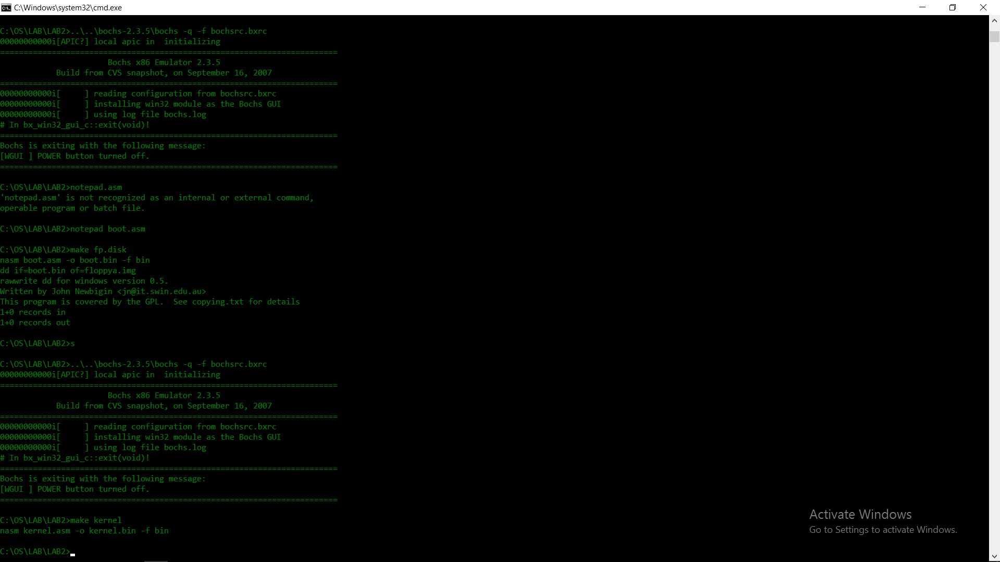 C:\Windows\system32\cmd.exe
C:\OS\LAB\LAB2>..\..\bochs-2.3.5\bochs -q -f bochsrc.bxrc
00000000000i[APIC?] local apic in  initializing
========================================================================
                       Bochs x86 Emulator 2.3.5
            Build from CVS snapshot, on September 16, 2007
========================================================================
00000000000i[     ] reading configuration from bochsrc.bxrc
00000000000i[     ] installing win32 module as the Bochs GUI
00000000000i[     ] using log file bochs.log
# In bx_win32_gui_c::exit(void)!
========================================================================
Bochs is exiting with the following message:
[WGUI ] POWER button turned off.
========================================================================
C:\OS\LAB\LAB2>notepad.asm
'notepad.asm' is not recognized as an internal or external command,
operable program or batch file.
C:\OS\LAB\LAB2>notepad boot.asm
C:\OS\LAB\LAB2>make fp.disk
nasm boot.asm -o boot.bin -f bin
dd if=boot.bin of=floppya.img
rawwrite dd for windows version 0.5.
Written by John Newbigin <jn@it.swin.edu.au>
This program is covered by the GPL.  See copying.txt for details
1+0 records in
1+0 records out
C:\OS\LAB\LAB2>s
C:\OS\LAB\LAB2>..\..\bochs-2.3.5\bochs -q -f bochsrc.bxrc
00000000000i[APIC?] local apic in  initializing
========================================================================
                       Bochs x86 Emulator 2.3.5
            Build from CVS snapshot, on September 16, 2007
========================================================================
00000000000i[     ] reading configuration from bochsrc.bxrc
00000000000i[     ] installing win32 module as the Bochs GUI
00000000000i[     ] using log file bochs.log
# In bx_win32_gui_c::exit(void)!
========================================================================
Bochs is exiting with the following message:
[WGUI ] POWER button turned off.
========================================================================
C:\OS\LAB\LAB2>make kernel
nasm kernel.asm -o kernel.bin -f bin
C:\OS\LAB\LAB2>
Activate Windows
Go to Settings to activate Windows.